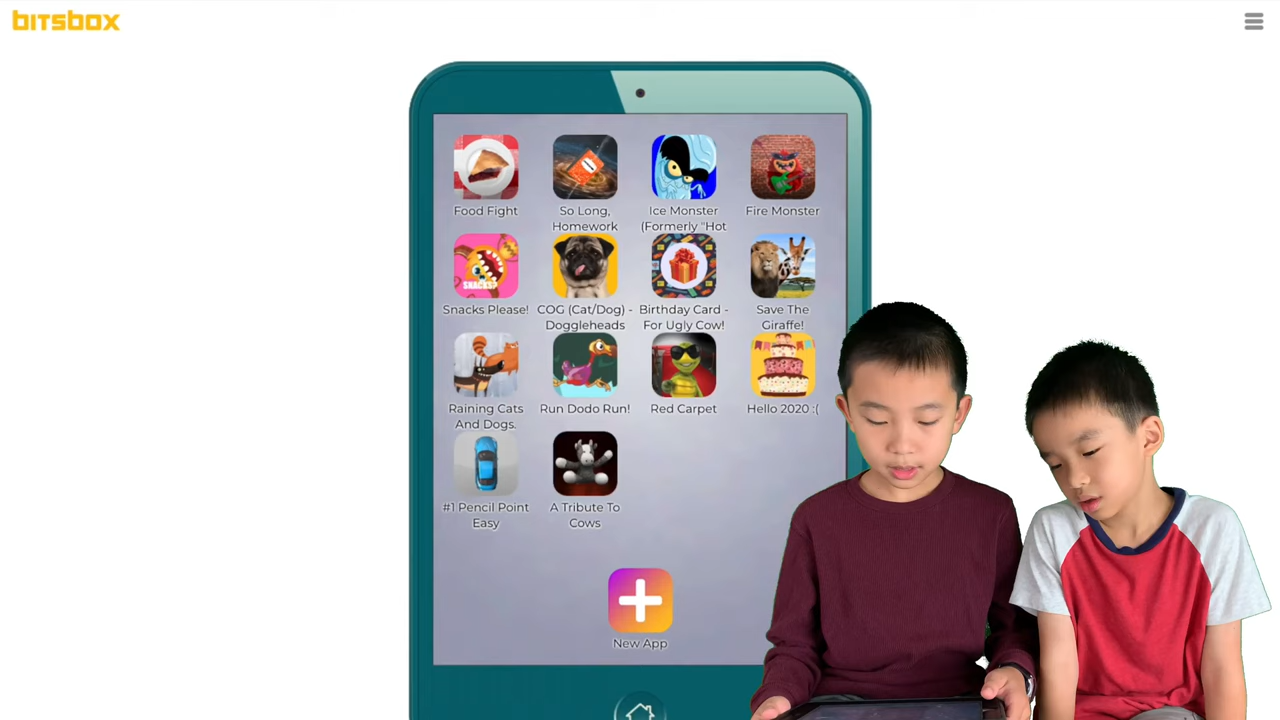 bitsbox
Food Fight
So Long,
Homework
Ice Monster
(Formerly "Hot
Fire Monster
SNACKS?
Snacks Please!
COG (Cat/Dog) -
Doggleheads
Birthday Card -
For Ugly Cow!
Save The
Giraffe!
Raining Cats
And Dogs.
Run Dodo Run!
Red Carpet
Hello 2020 :(
#1 Pencil Point
Easy
A Tribute To
Cows
New App